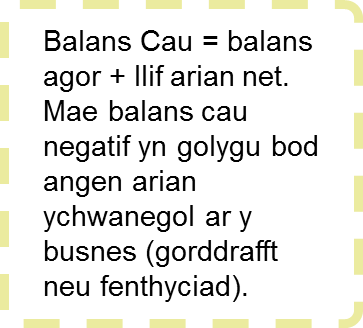 Balans Cau = balans
agor + llif arian net.
Mae balans cau
negatif yn golygu bod
angen arian
ychwanegol ar y
busnes (gorddrafft
neu fenthyciad).